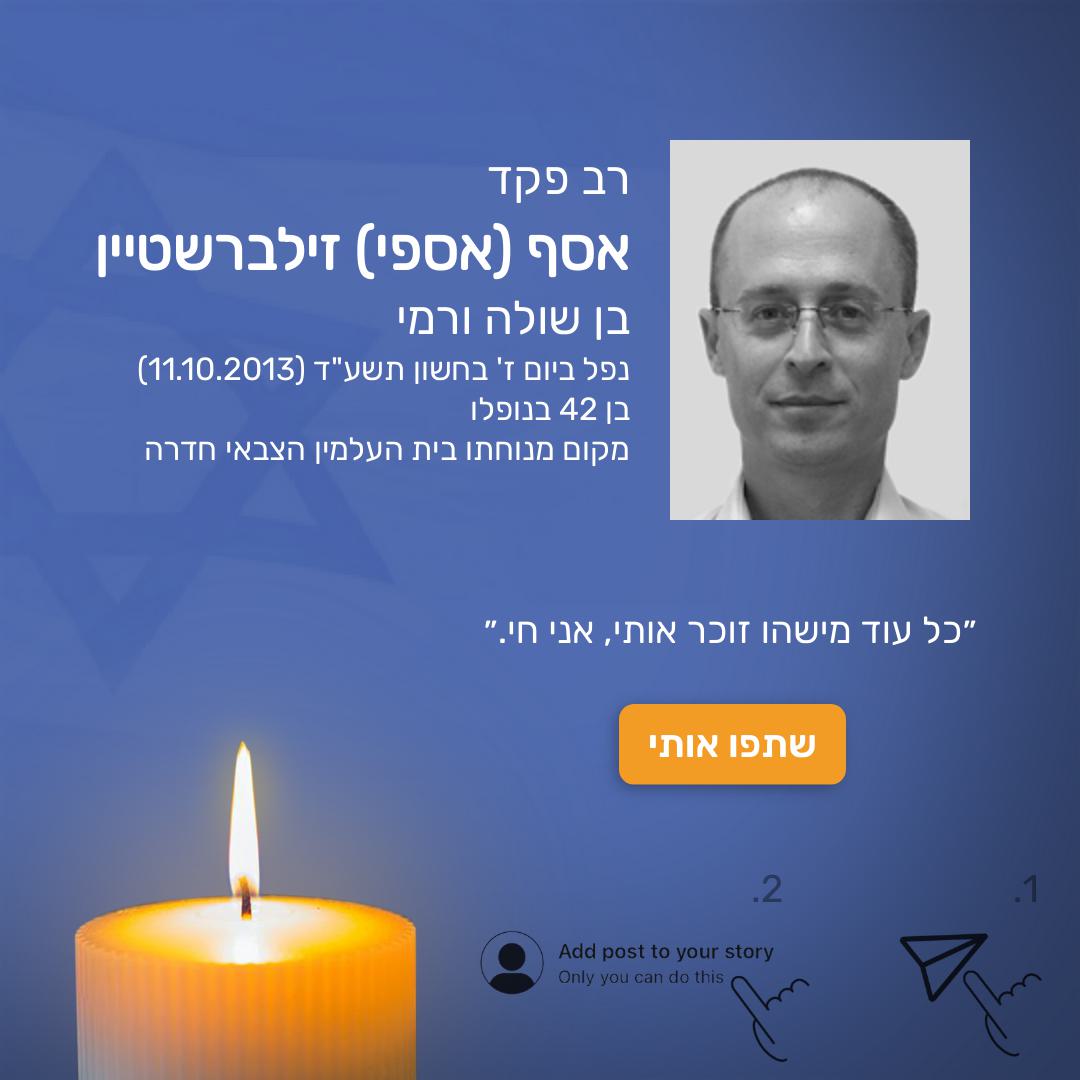 רב פקד
אסף (אספי) זילברשטיין
בן שולה ורמי
נפל ביום ז' בחשון תשע"ד (11.10.2013)
בן 42 בנופלו
מקום מנוחתו בית העלמין הצבאי חדרה
״כל עוד מישהו זוכר אותי, אני חי.״
שתפו אותי
.1
.2
Add post to your story
Only you can do this